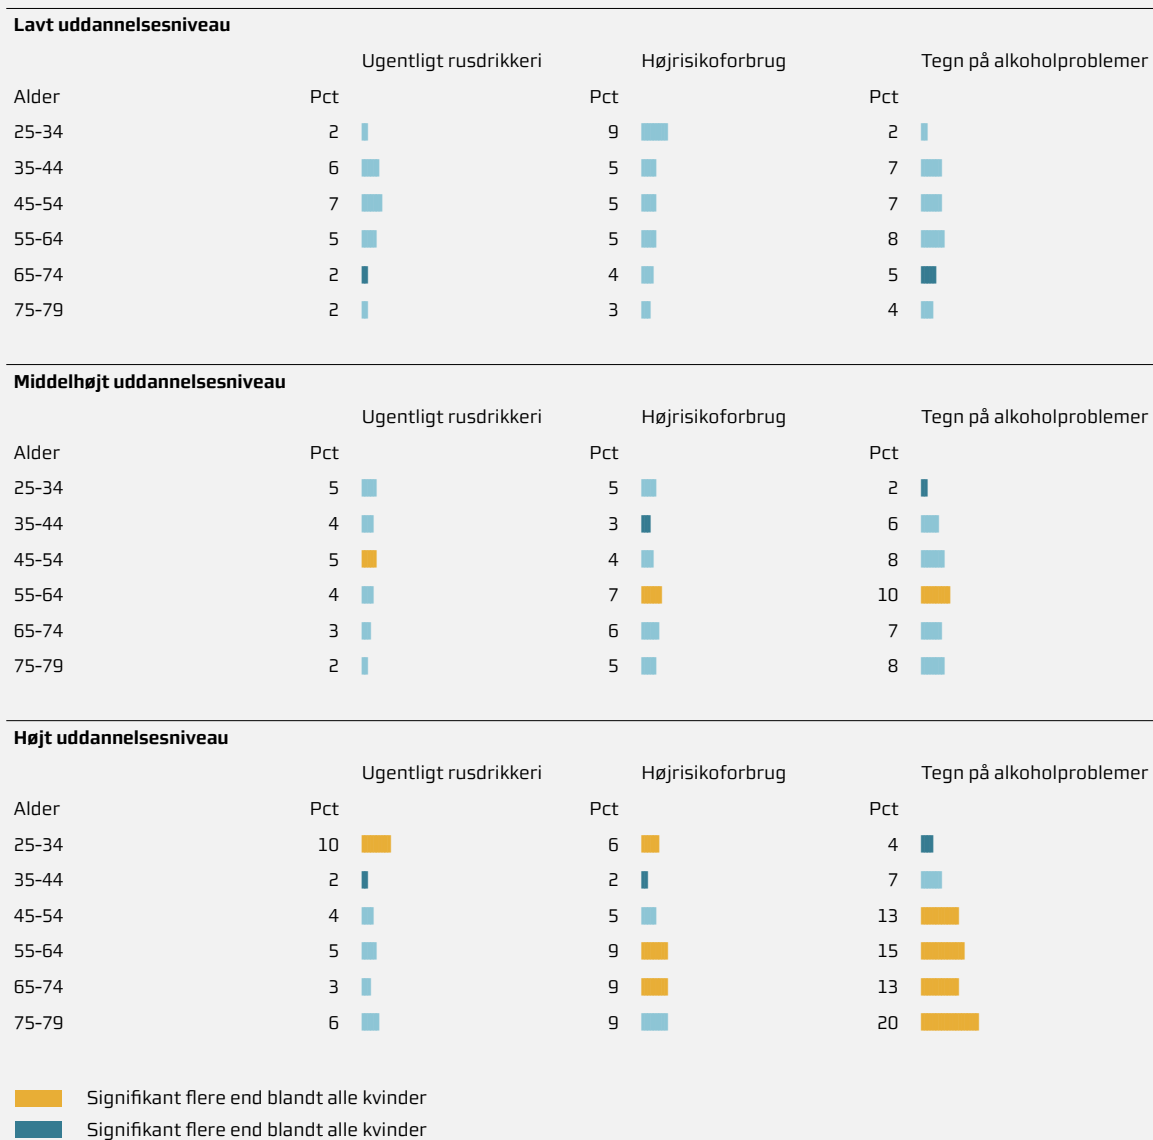 Lavt uddannelsesniveau
Ugentligt rusdrikkeri Højrisikoforbrug Tegn på alkoholproblemer
Alder Pct Pct Pct
25-34 2 9 2
35-44 6 5 7
45-54 7 5 7
55-64 5 5 8
65-74 2 4 5
75-79 2 3 4
Middelhøjt uddannelsesniveau
Ugentligt rusdrikkeri Højrisikoforbrug Tegn på alkoholproblemer
Alder Pct Pct Pct
25-34 5 5 2
35-44 4 3 6
45-54 5 4 8
55-64 4 7 10
65-74 3 6 7
75-79 2 5 8
Højt uddannelsesniveau
Ugentligt rusdrikkeri Højrisikoforbrug Tegn på alkoholproblemer
Alder Pct Pct Pct
25-34 10 6 4
35-44 2 2 7
45-54 4 5 13
55-64 5 9 15
65-74 3 9 13
75-79 6 9 20
Signifikant flere end blandt alle kvinder
Signifikant flere end blandt alle kvinder